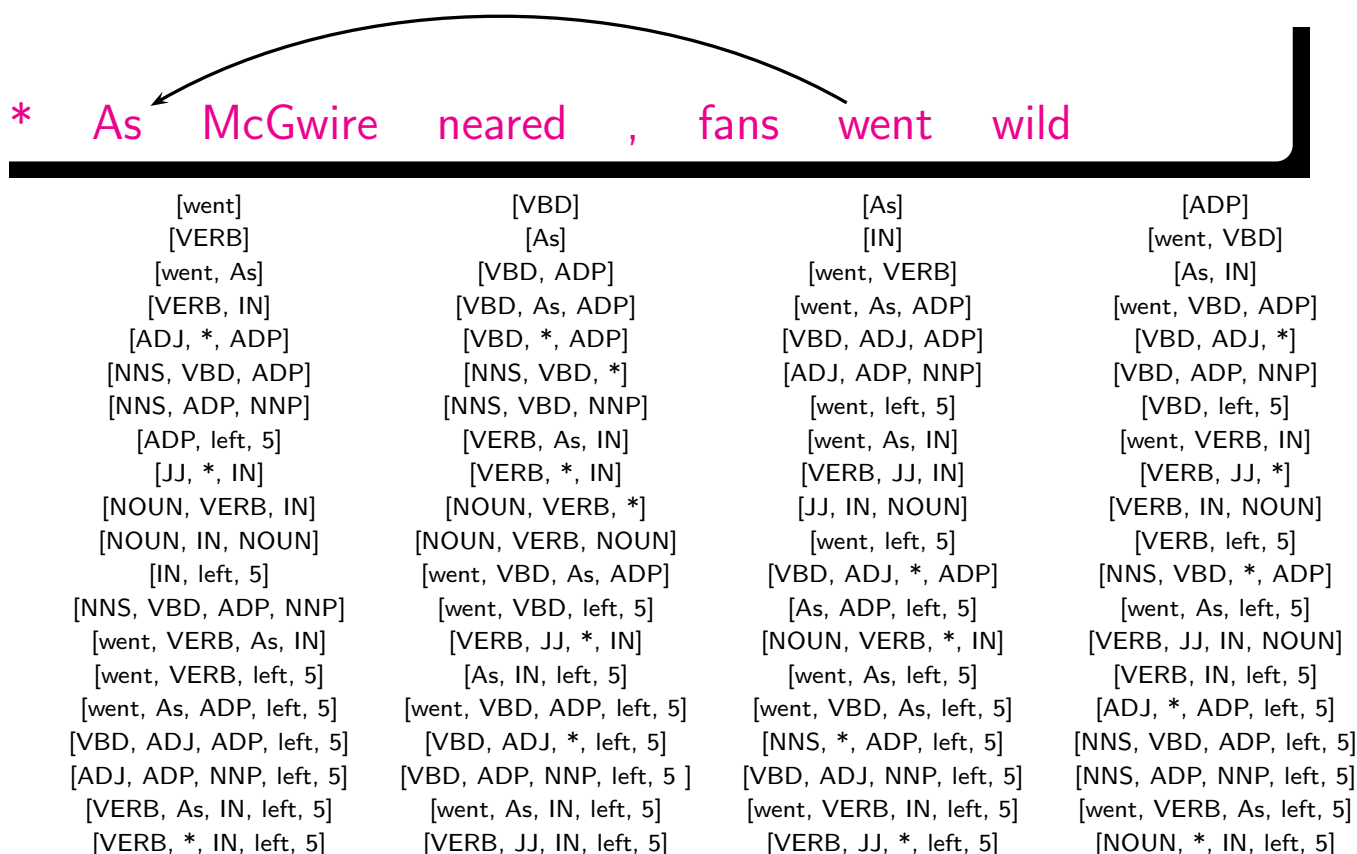 * As McGwire neared , fans went wild
[went] [VBD] [As] [ADP]
[VERB] [As] [IN] [went, VBD]
[went, As] [VBD, ADP] [went, VERB] [As, IN]
[VERB, IN] [VBD, As, ADP] [went, As, ADP] [went, VBD, ADP]
[ADJ, *, ADP] [VBD, *, ADP] [VBD, ADJ, ADP] [VBD, ADJ, *]
[NNS, VBD, ADP] [NNS, VBD, *] [ADJ, ADP, NNP] [VBD, ADP, NNP]
[NNS, ADP, NNP] [NNS, VBD, NNP] [went, left, 5] [VBD, left, 5]
[ADP, left, 5] [VERB, As, IN] [went, As, IN] [went, VERB, IN]
[JJ, *, IN] [VERB, *, IN] [VERB, JJ, IN] [VERB, JJ, *]
[NOUN, VERB, IN] [NOUN, VERB, *] [JJ, IN, NOUN] [VERB, IN, NOUN]
[NOUN, IN, NOUN] [NOUN, VERB, NOUN] [went, left, 5] [VERB, left, 5]
[IN, left, 5] [went, VBD, As, ADP] [VBD, ADJ, *, ADP] [NNS, VBD, *, ADP]
[NNS, VBD, ADP, NNP] [went, VBD, left, 5] [As, ADP, left, 5] [went, As, left, 5]
[went, VERB, As, IN] [VERB, JJ, *, IN] [NOUN, VERB, *, IN] [VERB, JJ, IN, NOUN]
[went, VERB, left, 5] [As, IN, left, 5] [went, As, left, 5] [VERB, IN, left, 5]
[went, As, ADP, left, 5] [went, VBD, ADP, left, 5] [went, VBD, As, left, 5] [ADJ, *, ADP, left, 5]
[VBD, ADJ, ADP, left, 5] [VBD, ADJ, *, left, 5] [NNS, *, ADP, left, 5] [NNS, VBD, ADP, left, 5]
[ADJ, ADP, NNP, left, 5] [VBD, ADP, NNP, left, 5 ] [VBD, ADJ, NNP, left, 5] [NNS, ADP, NNP, left, 5]
[VERB, As, IN, left, 5] [went, As, IN, left, 5] [went, VERB, IN, left, 5] [went, VERB, As, left, 5]
[VERB, *, IN, left, 5] [VERB, JJ, IN, left, 5] [VERB, JJ, *, left, 5] [NOUN, *, IN, left, 5]